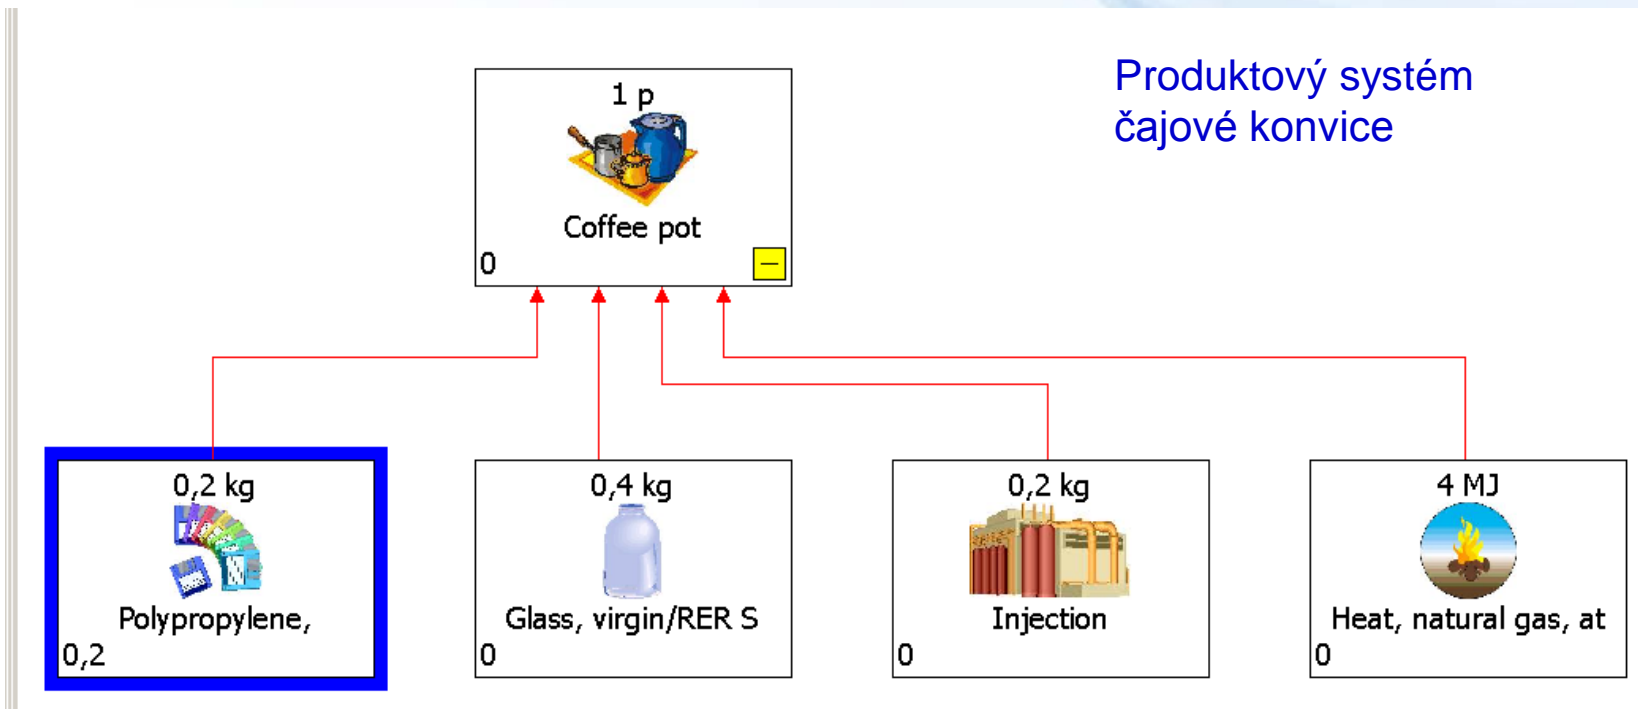 Produktový systém
čajové konvice
1 p
Coffee pot
0
0,2 kg
Polypropylene,
0,2
0,4 kg
Glass, virgin/RER S
0
0,2 kg
Injection
0
4 MJ
Heat, natural gas, at
0